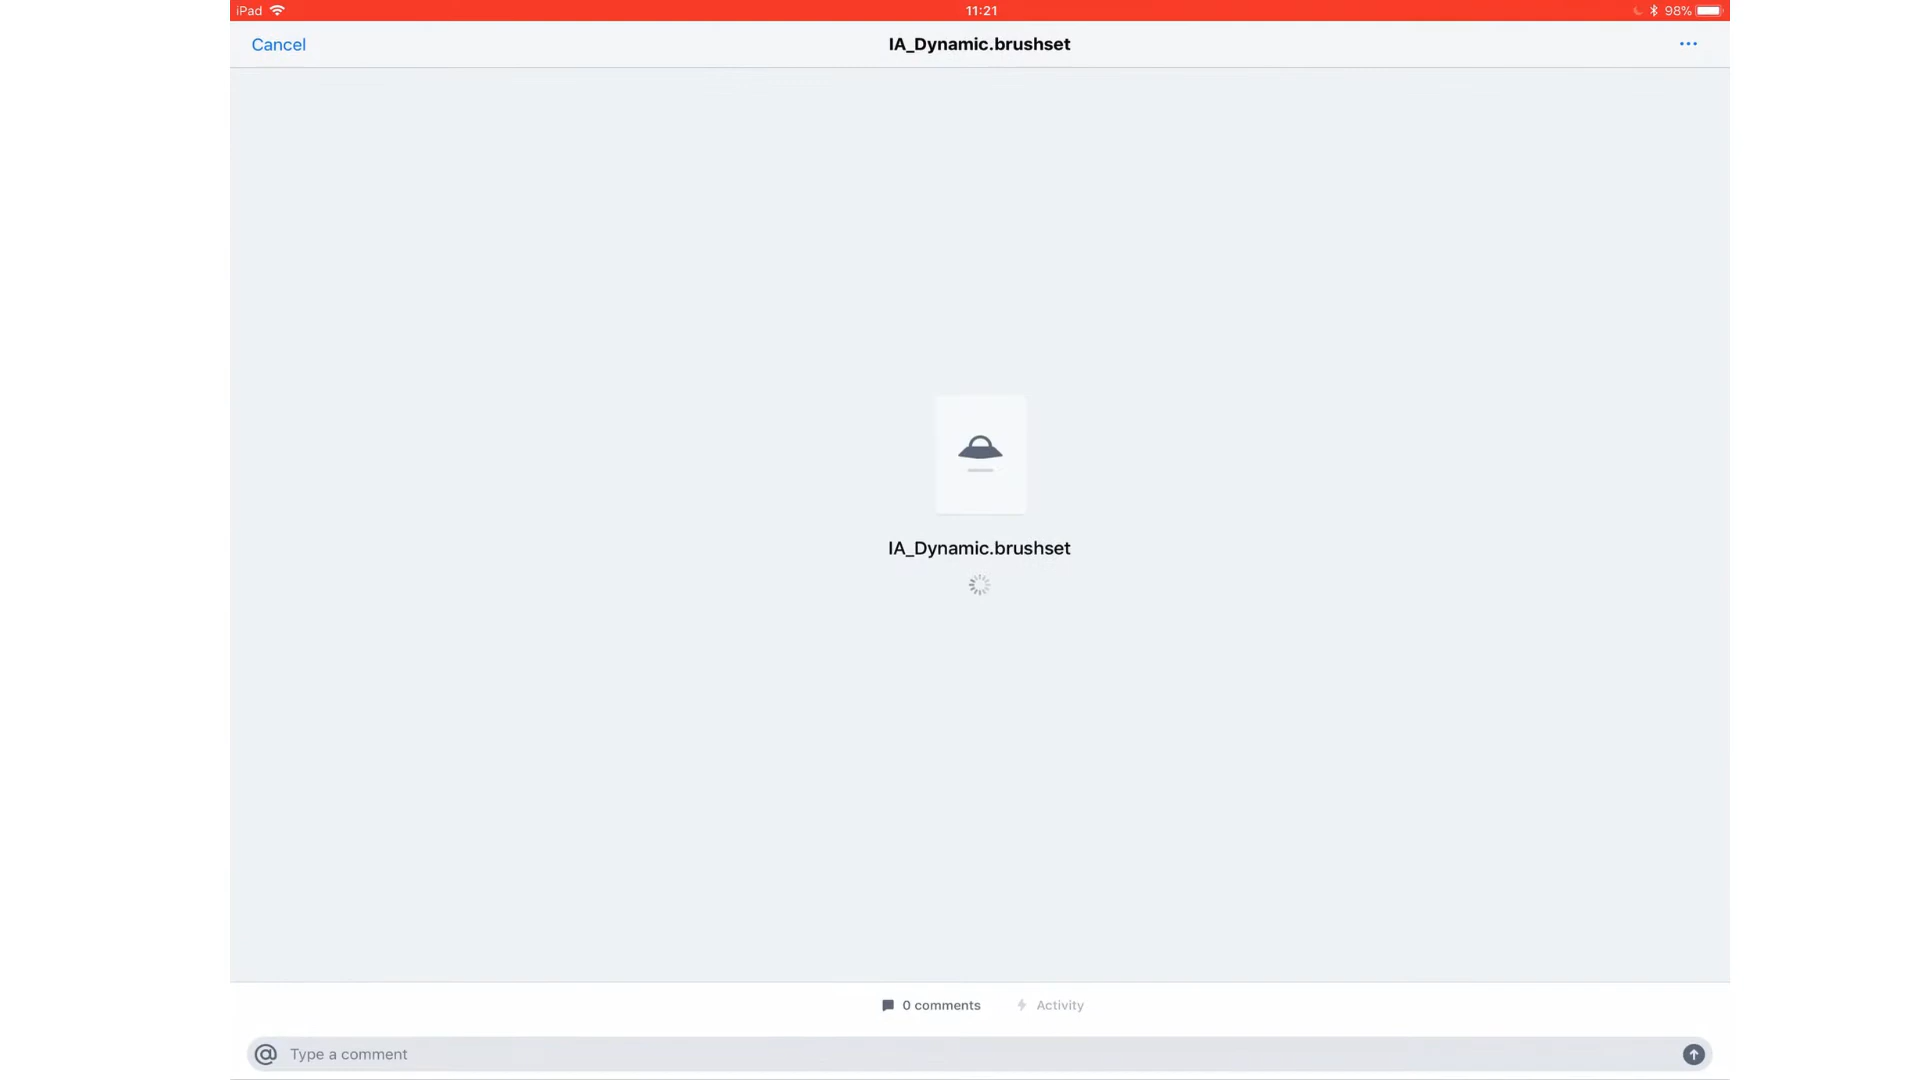 iPad 11:21 98%
Cancel IA_Dynamic.brushset
IA_Dynamic.brushset
0 comments Activity
@ Type a comment